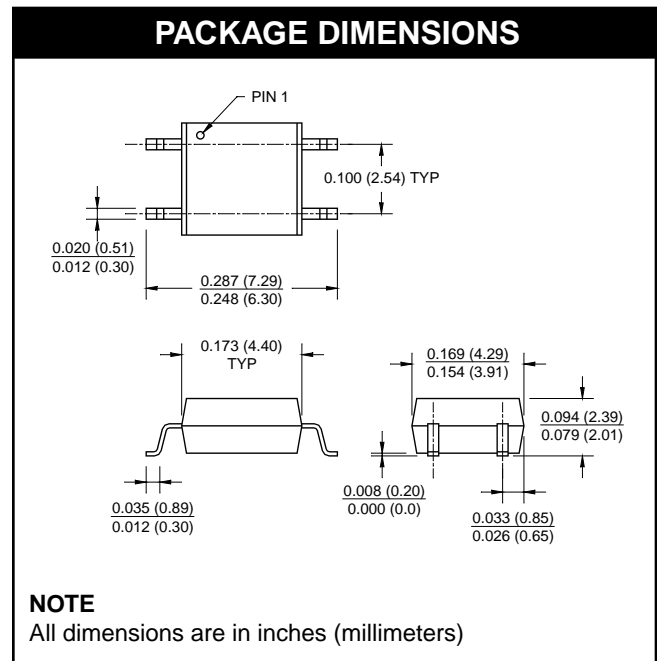 PACKAGE DIMENSIONS
PIN 1
0.100 (2.54) TYP
0.020 (0.51)
0.012 (0.30)
0.287 (7.29)
0.248 (6.30)
0.173 (4.40)
TYP
0.169 (4.29)
0.154 (3.91)
0.094 (2.39)
0.079 (2.01)
0.035 (0.89)
0.012 (0.30)
0.008 (0.20)
0.000 (0.0)
0.033 (0.85)
0.026 (0.65)
NOTE
All dimensions are in inches (millimeters)